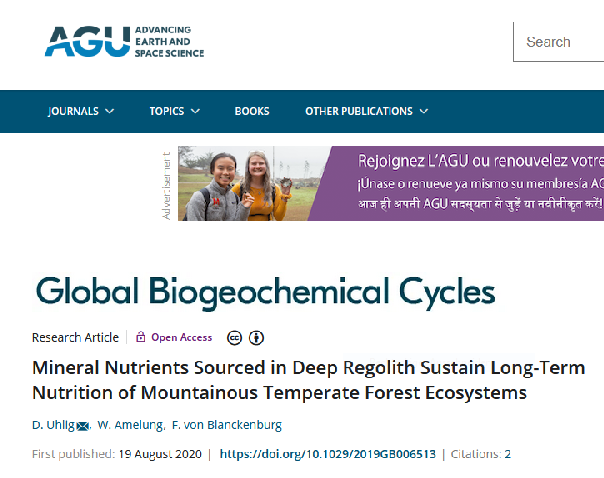 AGU ADVANCING
EARTH AND
SPACE SCIENCE
Search
JOURNALS TOPICS BOOKS OTHER PUBLICATIONS
Advertisement
Rejoignez L'AGU ou renouvelez votre
¡Únase o renueve ya mismo su membresía AG
आज ही अपनी AGU सदस्यता से जुड़ें या नवीनीकृत करें!
Global Biogeochemical Cycles
Research Article | Open Access
Mineral Nutrients Sourced in Deep Regolith Sustain Long-Term
Nutrition of Mountainous Temperate Forest Ecosystems
D. Uhlig, W. Amelung, F. von Blanckenburg
First published: 19 August 2020 | https://doi.org/10.1029/2019GB006513 | Citations: 2